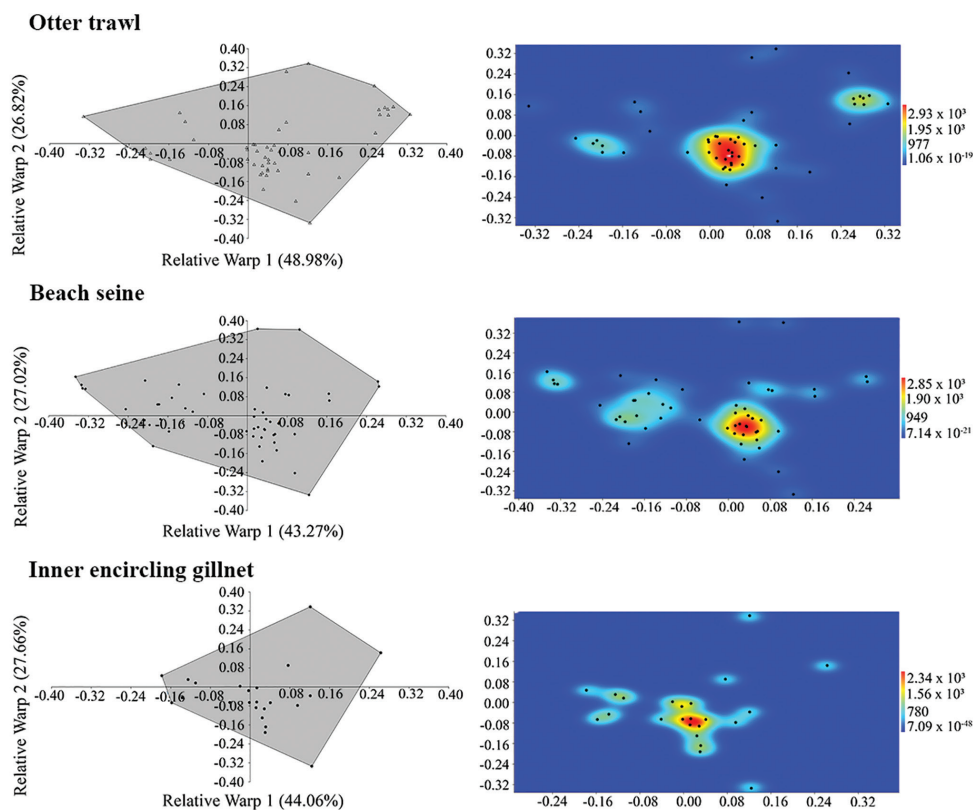 Otter trawl
Relative Warp 2 (26.82%)
0.40
0.32
0.24
0.16
0.08
-0.40 -0.32 -0.24 -0.16 -0.08 0.08 0.16 0.24 0.32 0.40
-0.08
-0.16
-0.24
-0.32
-0.40
Relative Warp 1 (48.98%)
0.32
0.24
0.16
0.08
0.00
-0.08
-0.16
-0.24
-0.32
-0.32 -0.24 -0.16 -0.08 0.00 0.08 0.16 0.24 0.32
2.93 x 10³
1.95 x 10³
977
1.06 x 10⁻¹⁹
Beach seine
Relative Warp 2 (27.02%)
0.40
0.32
0.24
0.16
0.08
-0.40 -0.32 -0.24 -0.16 -0.08 0.08 0.16 0.24 0.32 0.40
-0.08
-0.16
-0.24
-0.32
-0.40
Relative Warp 1 (43.27%)
0.32
0.24
0.16
0.08
0.00
-0.08
-0.16
-0.24
-0.32
-0.40 -0.32 -0.24 -0.16 -0.08 0.00 0.08 0.16 0.24
2.85 x 10³
1.90 x 10³
949
7.14 x 10⁻²¹
Inner encircling gillnet
Relative Warp 2 (27.66%)
0.40
0.32
0.24
0.16
0.08
-0.40 -0.32 -0.24 -0.16 -0.08 0.08 0.16 0.24 0.32 0.40
-0.08
-0.16
-0.24
-0.32
-0.40
Relative Warp 1 (44.06%)
0.32
0.24
0.16
0.08
0.00
-0.08
-0.16
-0.24
-0.32
-0.32 -0.24 -0.16 -0.08 0.00 0.08 0.16 0.24 0.32
2.34 x 10³
1.56 x 10³
780
7.09 x 10⁻⁴⁸